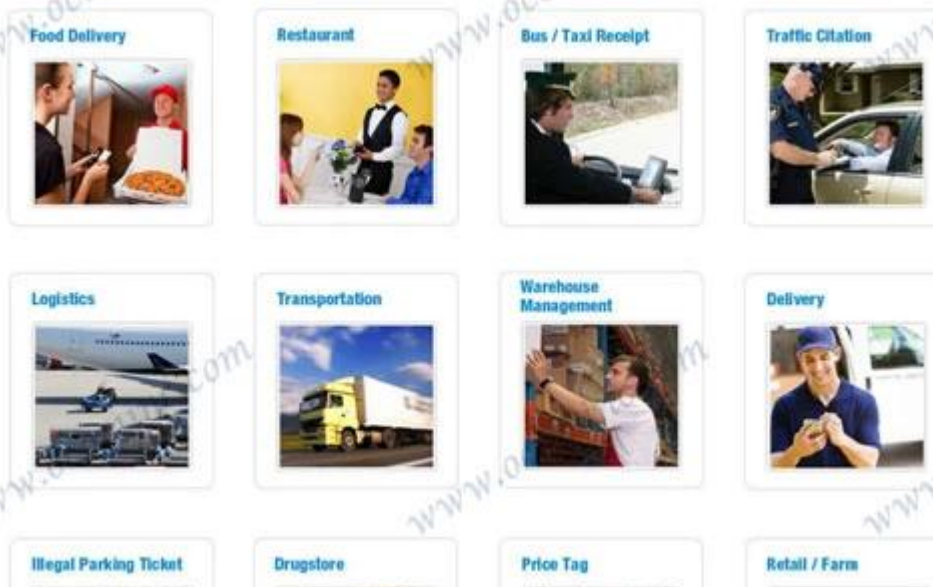 Food Delivery
Restaurant
Bus / Taxi Receipt
Traffic Citation
Logistics
Transportation
Warehouse
Management
Delivery
Illegal Parking Ticket
Drugstore
Price Tag
Retail / Farm